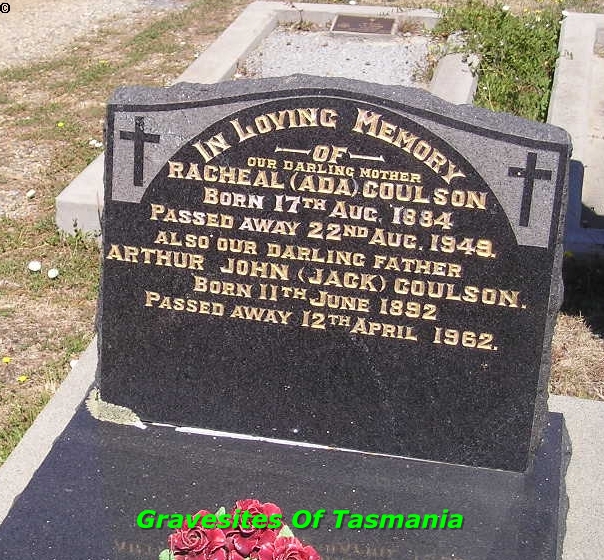 ©
IN LOVING MEMORY
OF
OUR DARLING MOTHER
RACHEAL (ADA) COULSON
BORN 17TH AUG. 1884
PASSED AWAY 22ND AUG. 1949.
ALSO OUR DARLING FATHER
ARTHUR JOHN (JACK) COULSON.
BORN 11TH JUNE 1892
PASSED AWAY 12TH APRIL 1962.
Gravesites Of Tasmania